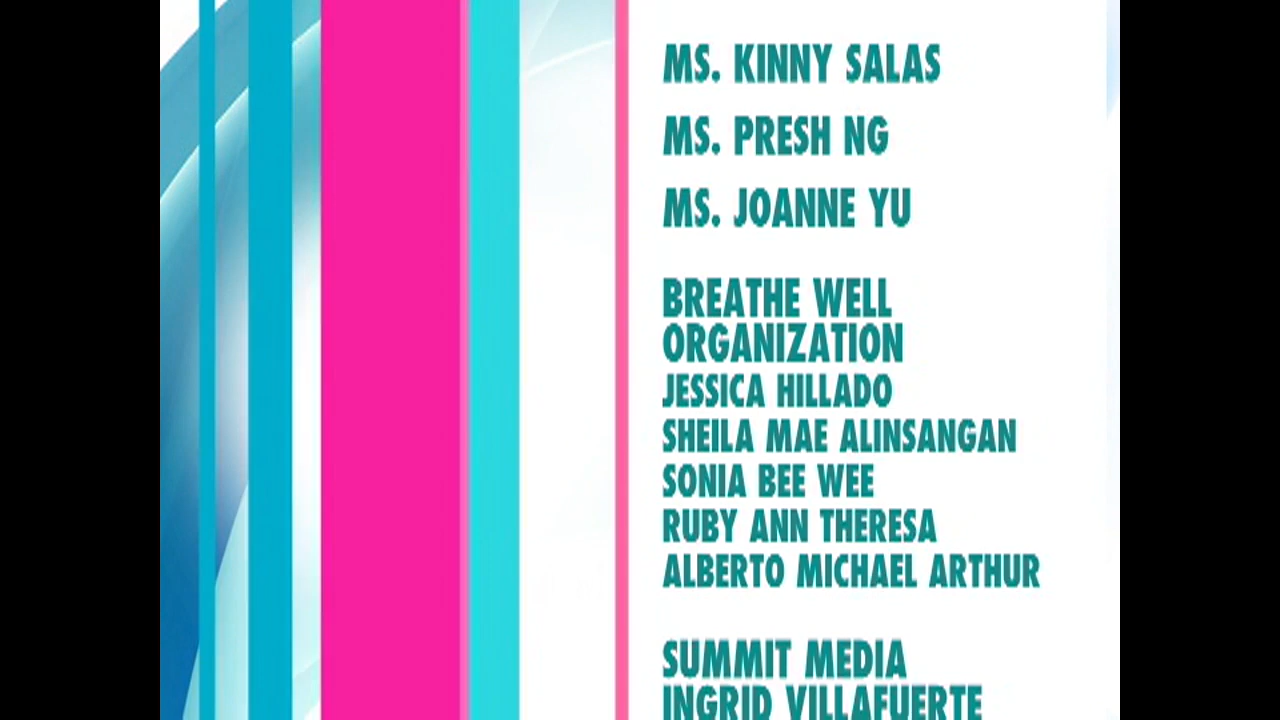 MS. KINNY SALAS
MS. PRESH NG
MS. JOANNE YU
BREATHE WELL
ORGANIZATION
JESSICA HILLADO
SHEILA MAE ALINSANGAN
SONIA BEE WEE
RUBY ANN THERESA
ALBERTO MICHAEL ARTHUR
SUMMIT MEDIA
INGRID VILLAFUERTE